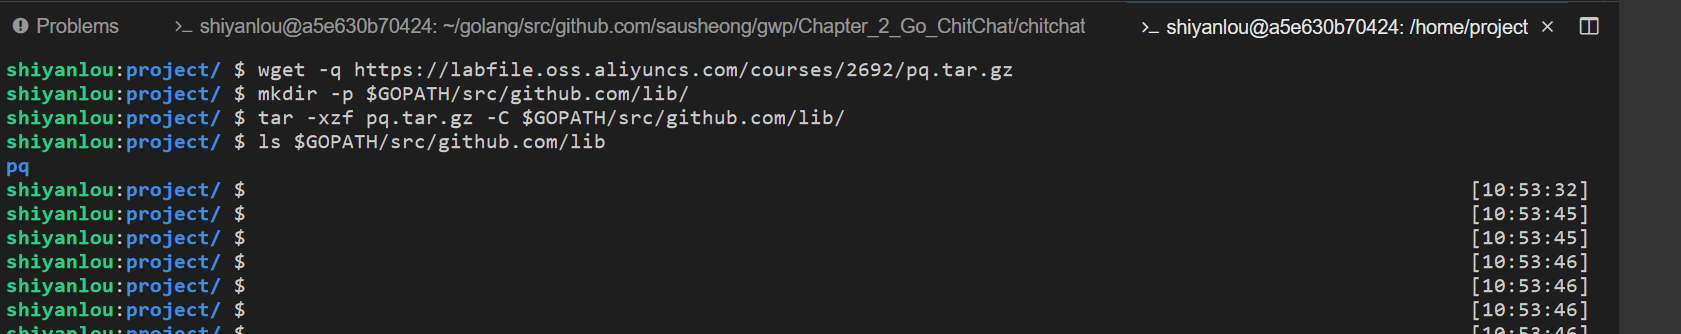 Problems
>_ shiyanlou@a5e630b70424: ~/golang/src/github.com/sausheong/gwp/Chapter_2_Go_ChitChat/chitchat
>_ shiyanlou@a5e630b70424: /home/project ×
shiyanlou:project/ $ wget -q https://labfile.oss.aliyuncs.com/courses/2692/pq.tar.gz
shiyanlou:project/ $ mkdir -p $GOPATH/src/github.com/lib/
shiyanlou:project/ $ tar -xzf pq.tar.gz -C $GOPATH/src/github.com/lib/
shiyanlou:project/ $ ls $GOPATH/src/github.com/lib
pq
shiyanlou:project/ $ [10:53:32]
shiyanlou:project/ $ [10:53:45]
shiyanlou:project/ $ [10:53:45]
shiyanlou:project/ $ [10:53:46]
shiyanlou:project/ $ [10:53:46]
shiyanlou:project/ $ [10:53:46]
shiyanlou:project/ $ [10:53:46]